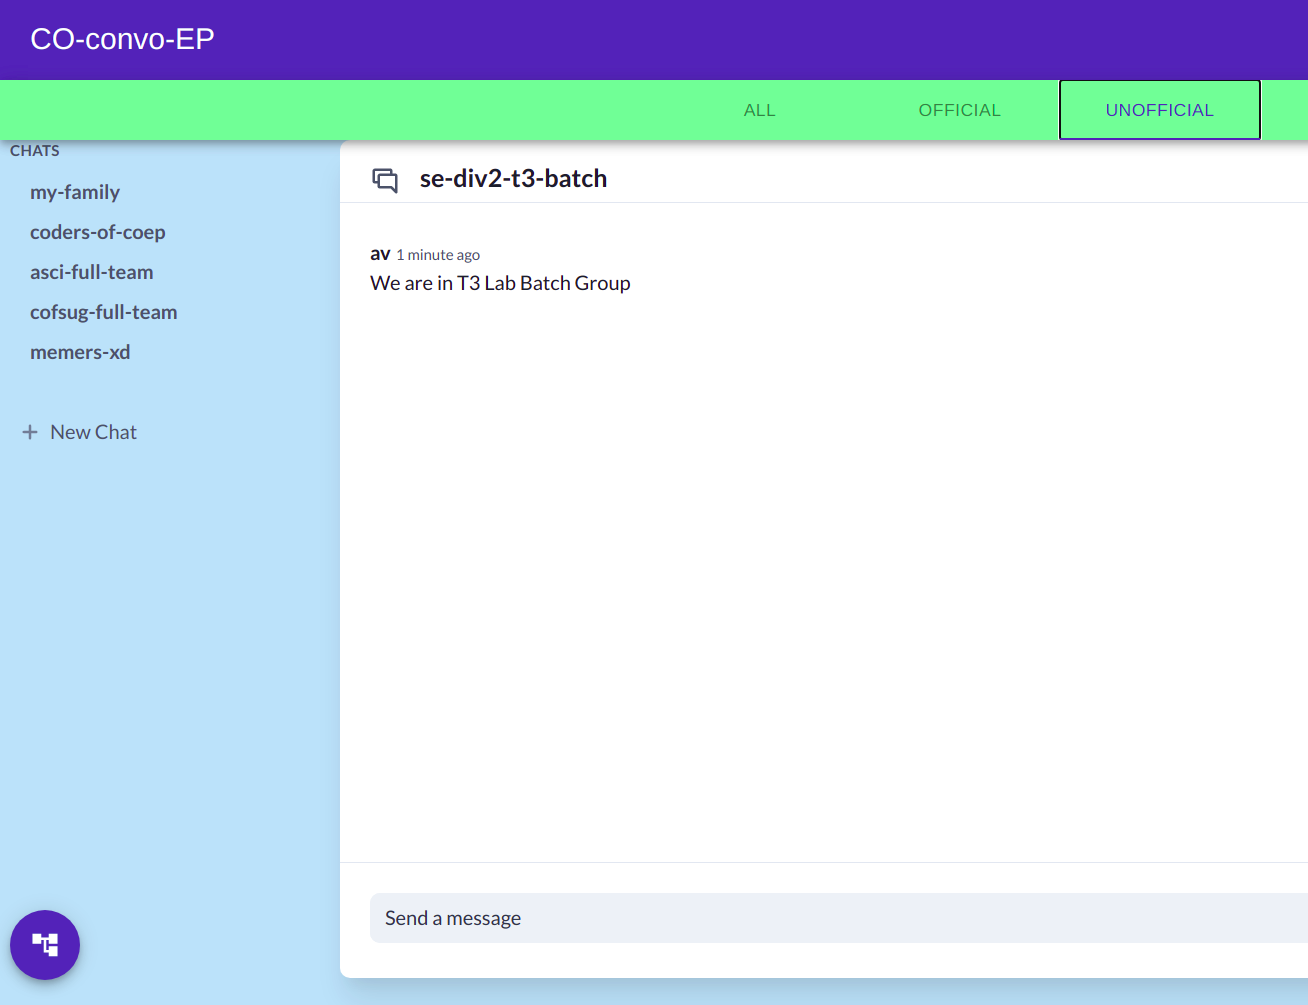 CO-convo-EP
ALL
OFFICIAL
UNOFFICIAL
CHATS
my-family
coders-of-coep
asci-full-team
cofsug-full-team
memers-xd
New Chat
se-div2-t3-batch
av 1 minute ago
We are in T3 Lab Batch Group
Send a message